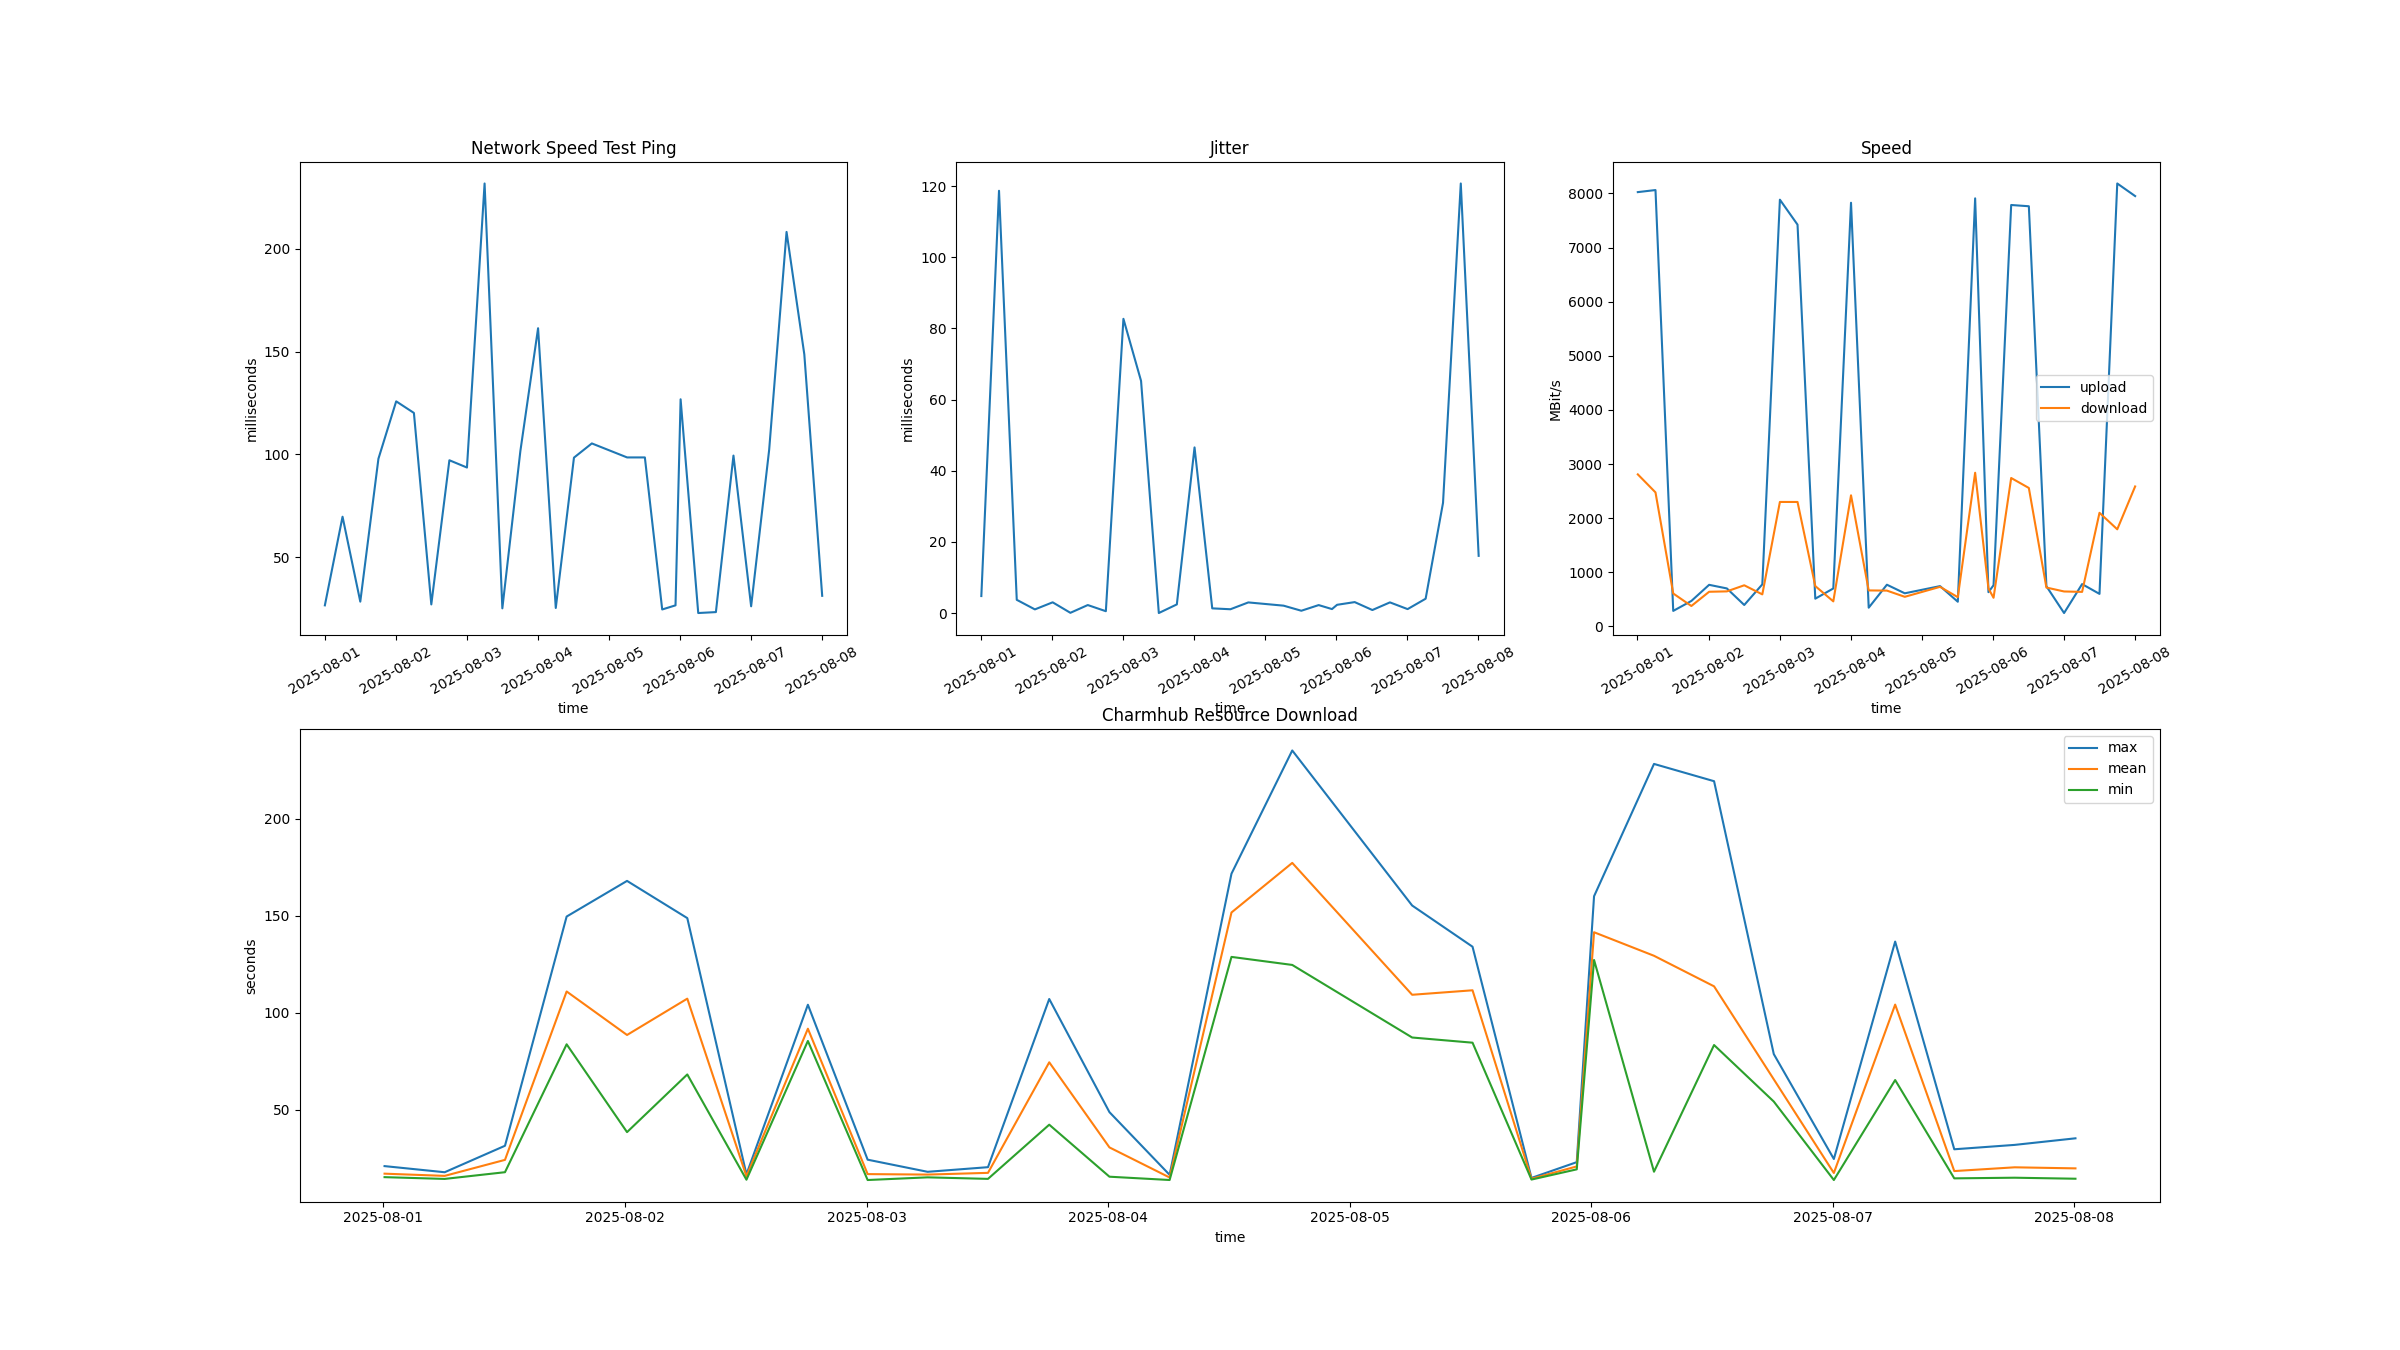 Network Speed Test Ping
milliseconds
200
150
100
50
2025-08-01 2025-08-02 2025-08-03 2025-08-04 2025-08-05 2025-08-06 2025-08-07 2025-08-08
time
Jitter
milliseconds
120
100
80
60
40
20
0
2025-08-01 2025-08-02 2025-08-03 2025-08-04 2025-08-05 2025-08-06 2025-08-07 2025-08-08
time
Speed
MBit/s
8000
7000
6000
5000
4000
3000
2000
1000
0
upload
download
2025-08-01 2025-08-02 2025-08-03 2025-08-04 2025-08-05 2025-08-06 2025-08-07 2025-08-08
time
Charmhub Resource Download
seconds
200
150
100
50
max
mean
min
2025-08-01 2025-08-02 2025-08-03 2025-08-04 2025-08-05 2025-08-06 2025-08-07 2025-08-08
time